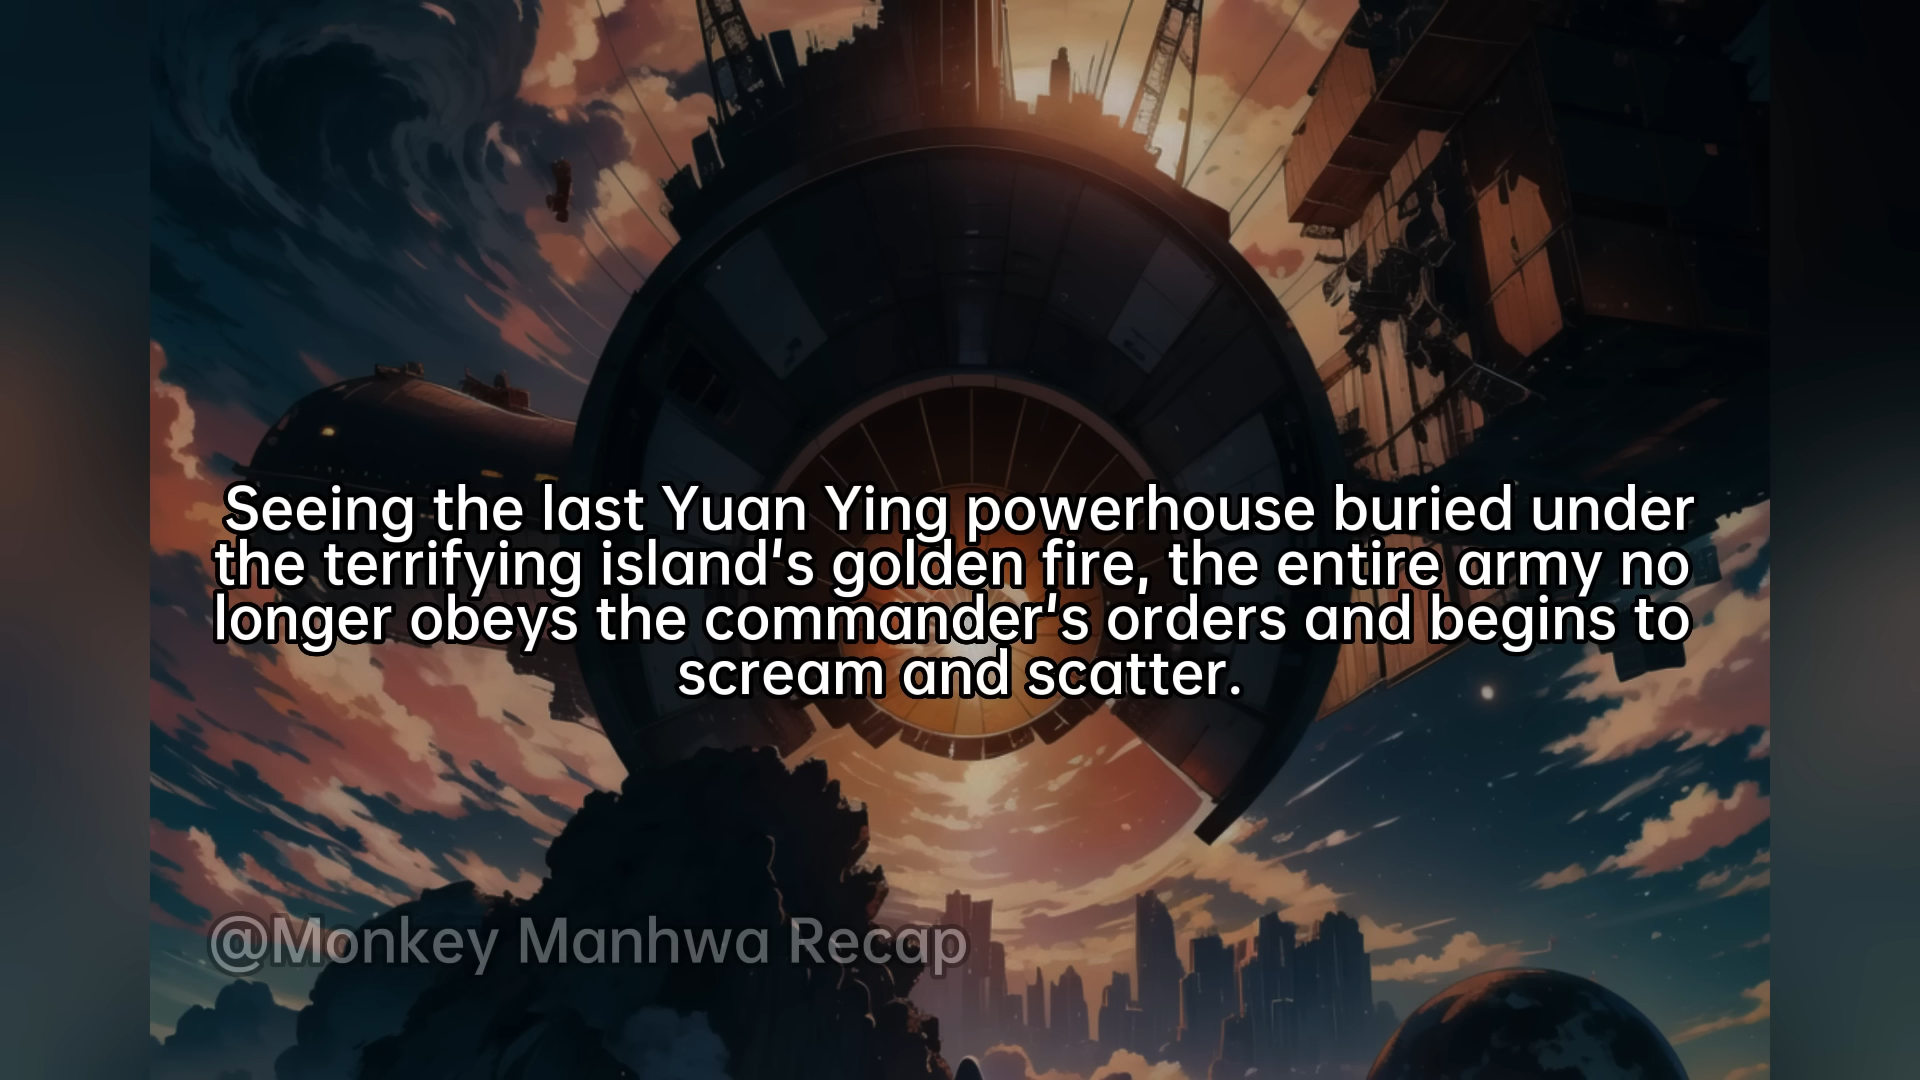 Seeing the last Yuan Ying powerhouse buried under
the terrifying island's golden fire, the entire army no
longer obeys the commander's orders and begins to
scream and scatter.
@Monkey Manhwa Recap